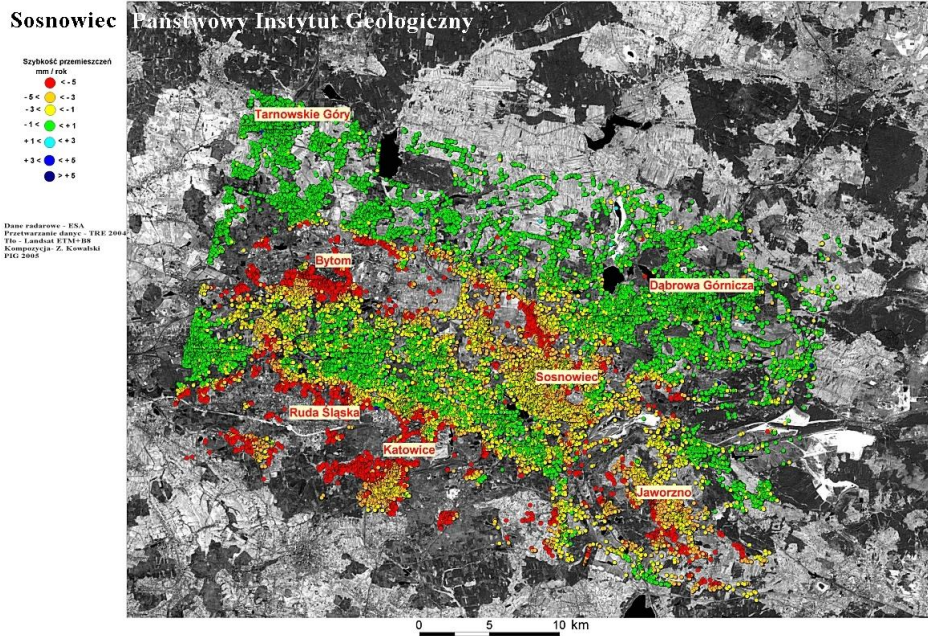 Sosnowiec Państwowy Instytut Geologiczny
Szybkość przemieszczeń
mm / rok
< - 5
- 5 < < - 3
- 3 < < - 1
- 1 < < + 1
+ 1 < < + 3
+ 3 < < + 5
> + 5
Dane radarowe - ESA
Przetwarzanie danyc - TRE 2004
Tło - Landsat ETM+B8
Kompozycja- Z. Kowalski
PIG 2005
Tarnowskie Góry
Bytom
Dąbrowa Górnicza
Sosnowiec
Ruda Śląska
Katowice
Jaworzno
0 5 10 km